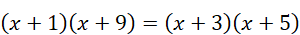 (x + 1)(x + 9) = (x + 3)(x + 5)